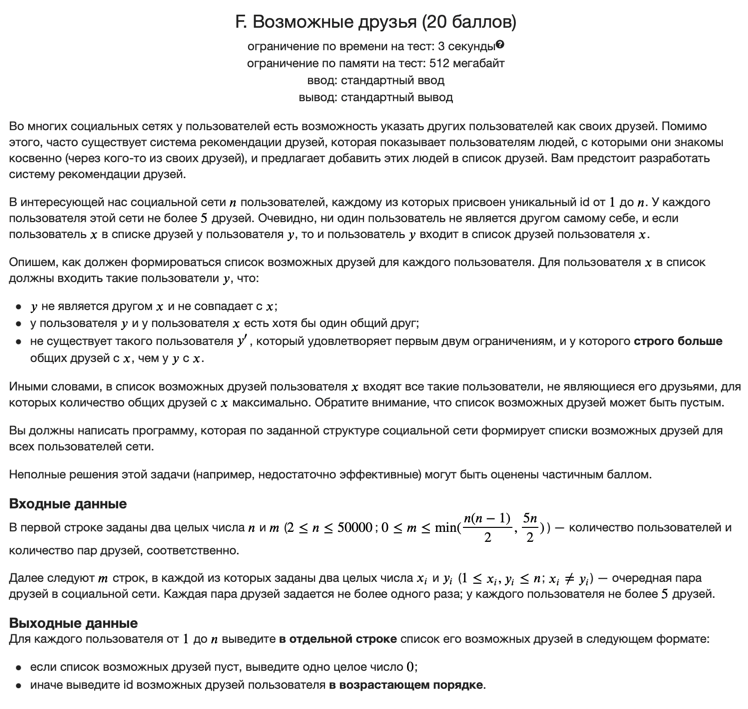 F. Возможные друзья (20 баллов)
ограничение по времени на тест: 3 секунды?
ограничение по памяти на тест: 512 мегабайт
ввод: стандартный ввод
вывод: стандартный вывод
Во многих социальных сетях у пользователей есть возможность указать других пользователей как своих друзей. Помимо
этого, часто существует система рекомендации друзей, которая показывает пользователям людей, с которыми они знакомы
косвенно (через кого-то из своих друзей), и предлагает добавить этих людей в список друзей. Вам предстоит разработать
систему рекомендации друзей.
В интересующей нас социальной сети n пользователей, каждому из которых присвоен уникальный id от 1 до n. У каждого
пользователя этой сети не более 5 друзей. Очевидно, ни один пользователь не является другом самому себе, и если
пользователь x в списке друзей у пользователя y, то и пользователь y входит в список друзей пользователя x.
Опишем, как должен формироваться список возможных друзей для каждого пользователя. Для пользователя x в список
должны входить такие пользователи y, что:
• y не является другом x и не совпадает с x;
• у пользователя y и у пользователя x есть хотя бы один общий друг;
• не существует такого пользователя y′, который удовлетворяет первым двум ограничениям, и у которого строго больше
общих друзей с x, чем у y с x.
Иными словами, в список возможных друзей пользователя x входят все такие пользователи, не являющиеся его друзьями, для
которых количество общих друзей с x максимально. Обратите внимание, что список возможных друзей может быть пустым.
Вы должны написать программу, которая по заданной структуре социальной сети формирует списки возможных друзей для
всех пользователей сети.
Неполные решения этой задачи (например, недостаточно эффективные) могут быть оценены частичным баллом.
Входные данные
В первой строке заданы два целых числа n и m (2 ≤ n ≤ 50000; 0 ≤ m ≤ min(n(n − 1)/2, 5n/2)) — количество пользователей и
количество пар друзей, соответственно.
Далее следуют m строк, в каждой из которых заданы два целых числа xᵢ и yᵢ (1 ≤ xᵢ, yᵢ ≤ n; xᵢ ≠ yᵢ) — очередная пара
друзей в социальной сети. Каждая пара друзей задается не более одного раза; у каждого пользователя не более 5 друзей.
Выходные данные
Для каждого пользователя от 1 до n выведите в отдельной строке список его возможных друзей в следующем формате:
• если список возможных друзей пуст, выведите одно целое число 0;
• иначе выведите id возможных друзей пользователя в возрастающем порядке.